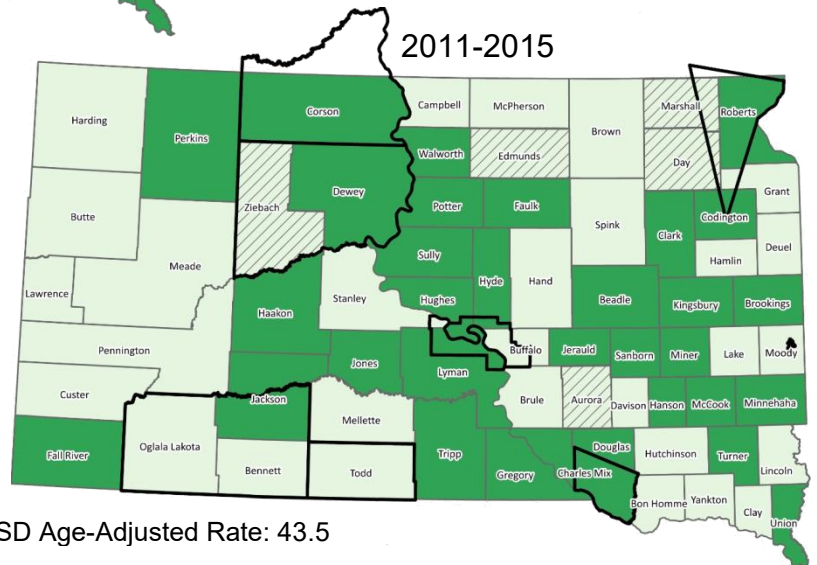 2011-2015
Harding
Perkins
Corson
Campbell
McPherson
Brown
Marshall
Roberts
Walworth
Edmunds
Day
Butte
Ziebach
Dewey
Potter
Faulk
Spink
Clark
Codington
Grant
Hamlin
Deuel
Meade
Sully
Hyde
Hand
Lawrence
Haakon
Stanley
Hughes
Beadle
Kingsbury
Brookings
Pennington
Jones
Lyman
Buffalo
Jerauld
Sanborn
Miner
Lake
Moody
Custer
Jackson
Mellette
Brule
Aurora
Davison
Hanson
McCook
Minnehaha
Fall River
Oglala Lakota
Bennett
Todd
Tripp
Gregory
Charles Mix
Douglas
Hutchinson
Turner
Lincoln
Bon Homme
Yankton
Clay
Union
SD Age-Adjusted Rate: 43.5